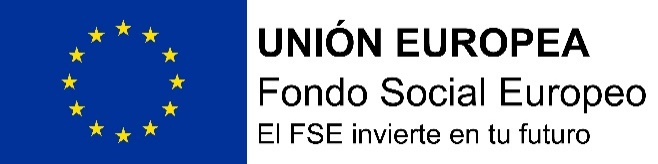 UNIÓN EUROPEA
Fondo Social Europeo
El FSE invierte en tu futuro